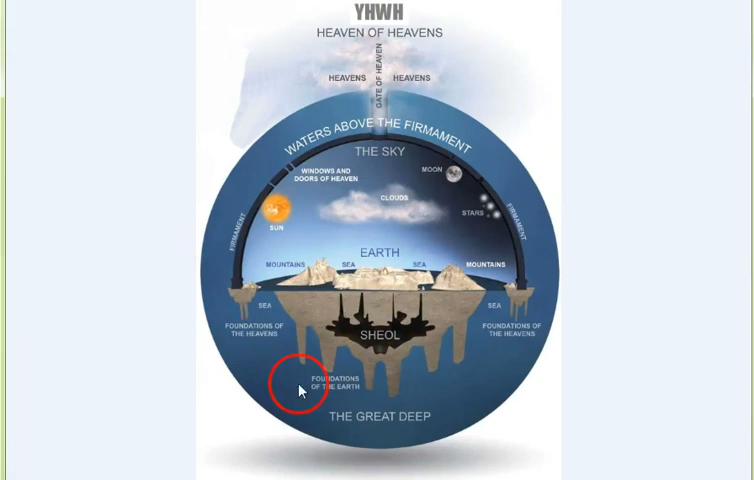 YHWH
HEAVEN OF HEAVENS
HEAVENS
GATE OF HEAVEN
HEAVENS
WATERS ABOVE THE FIRMAMENT
THE SKY
WINDOWS AND
DOORS OF HEAVEN
MOON
CLOUDS
STARS
SUN
FIRMAMENT
FIRMAMENT
EARTH
MOUNTAINS
SEA
SEA
MOUNTAINS
SEA
SEA
FOUNDATIONS OF
THE HEAVENS
SHEOL
FOUNDATIONS OF
THE HEAVENS
FOUNDATIONS
OF THE EARTH
THE GREAT DEEP